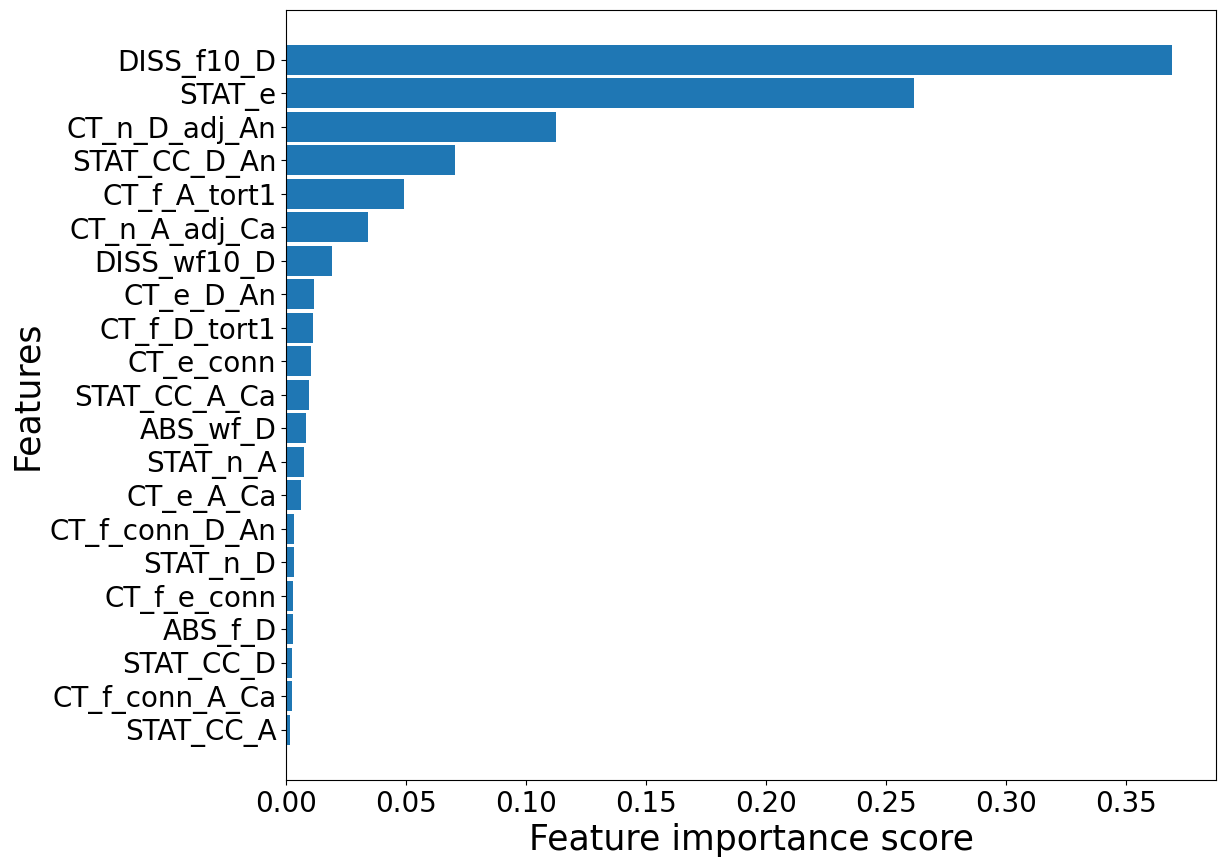 DISS_f10_D
STAT_e
CT_n_D_adj_An
STAT_CC_D_An
CT_f_A_tort1
CT_n_A_adj_Ca
DISS_wf10_D
CT_e_D_An
CT_f_D_tort1
CT_e_conn
STAT_CC_A_Ca
ABS_wf_D
STAT_n_A
CT_e_A_Ca
CT_f_conn_D_An
STAT_n_D
CT_f_e_conn
ABS_f_D
STAT_CC_D
CT_f_conn_A_Ca
STAT_CC_A
Features
0.00 0.05 0.10 0.15 0.20 0.25 0.30 0.35
Feature importance score